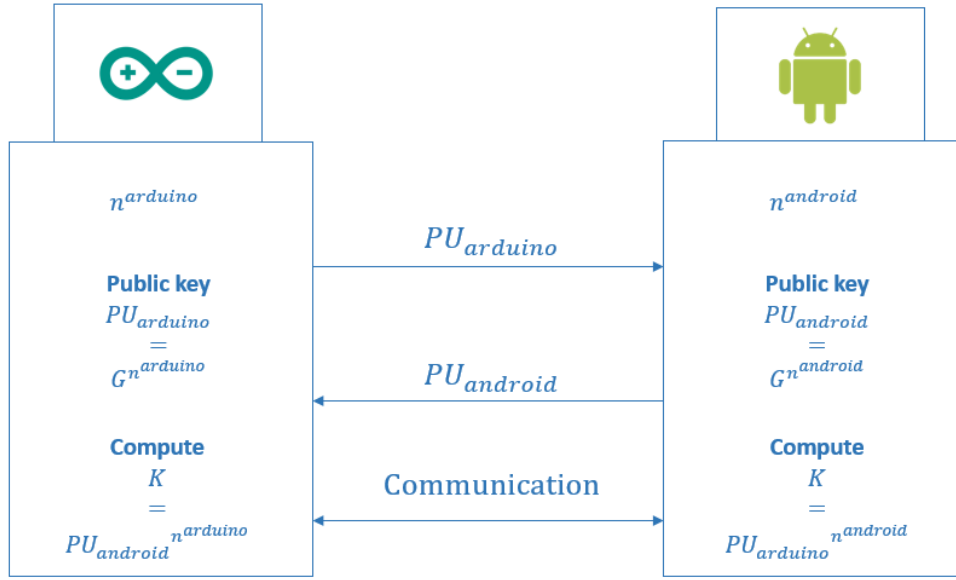 n^arduino
Public key
PU_arduino
=
G^n^arduino
Compute
K
=
PU_android^n^arduino
PU_arduino
PU_android
Communication
n^android
Public key
PU_android
=
G^n^android
Compute
K
=
PU_arduino^n^android